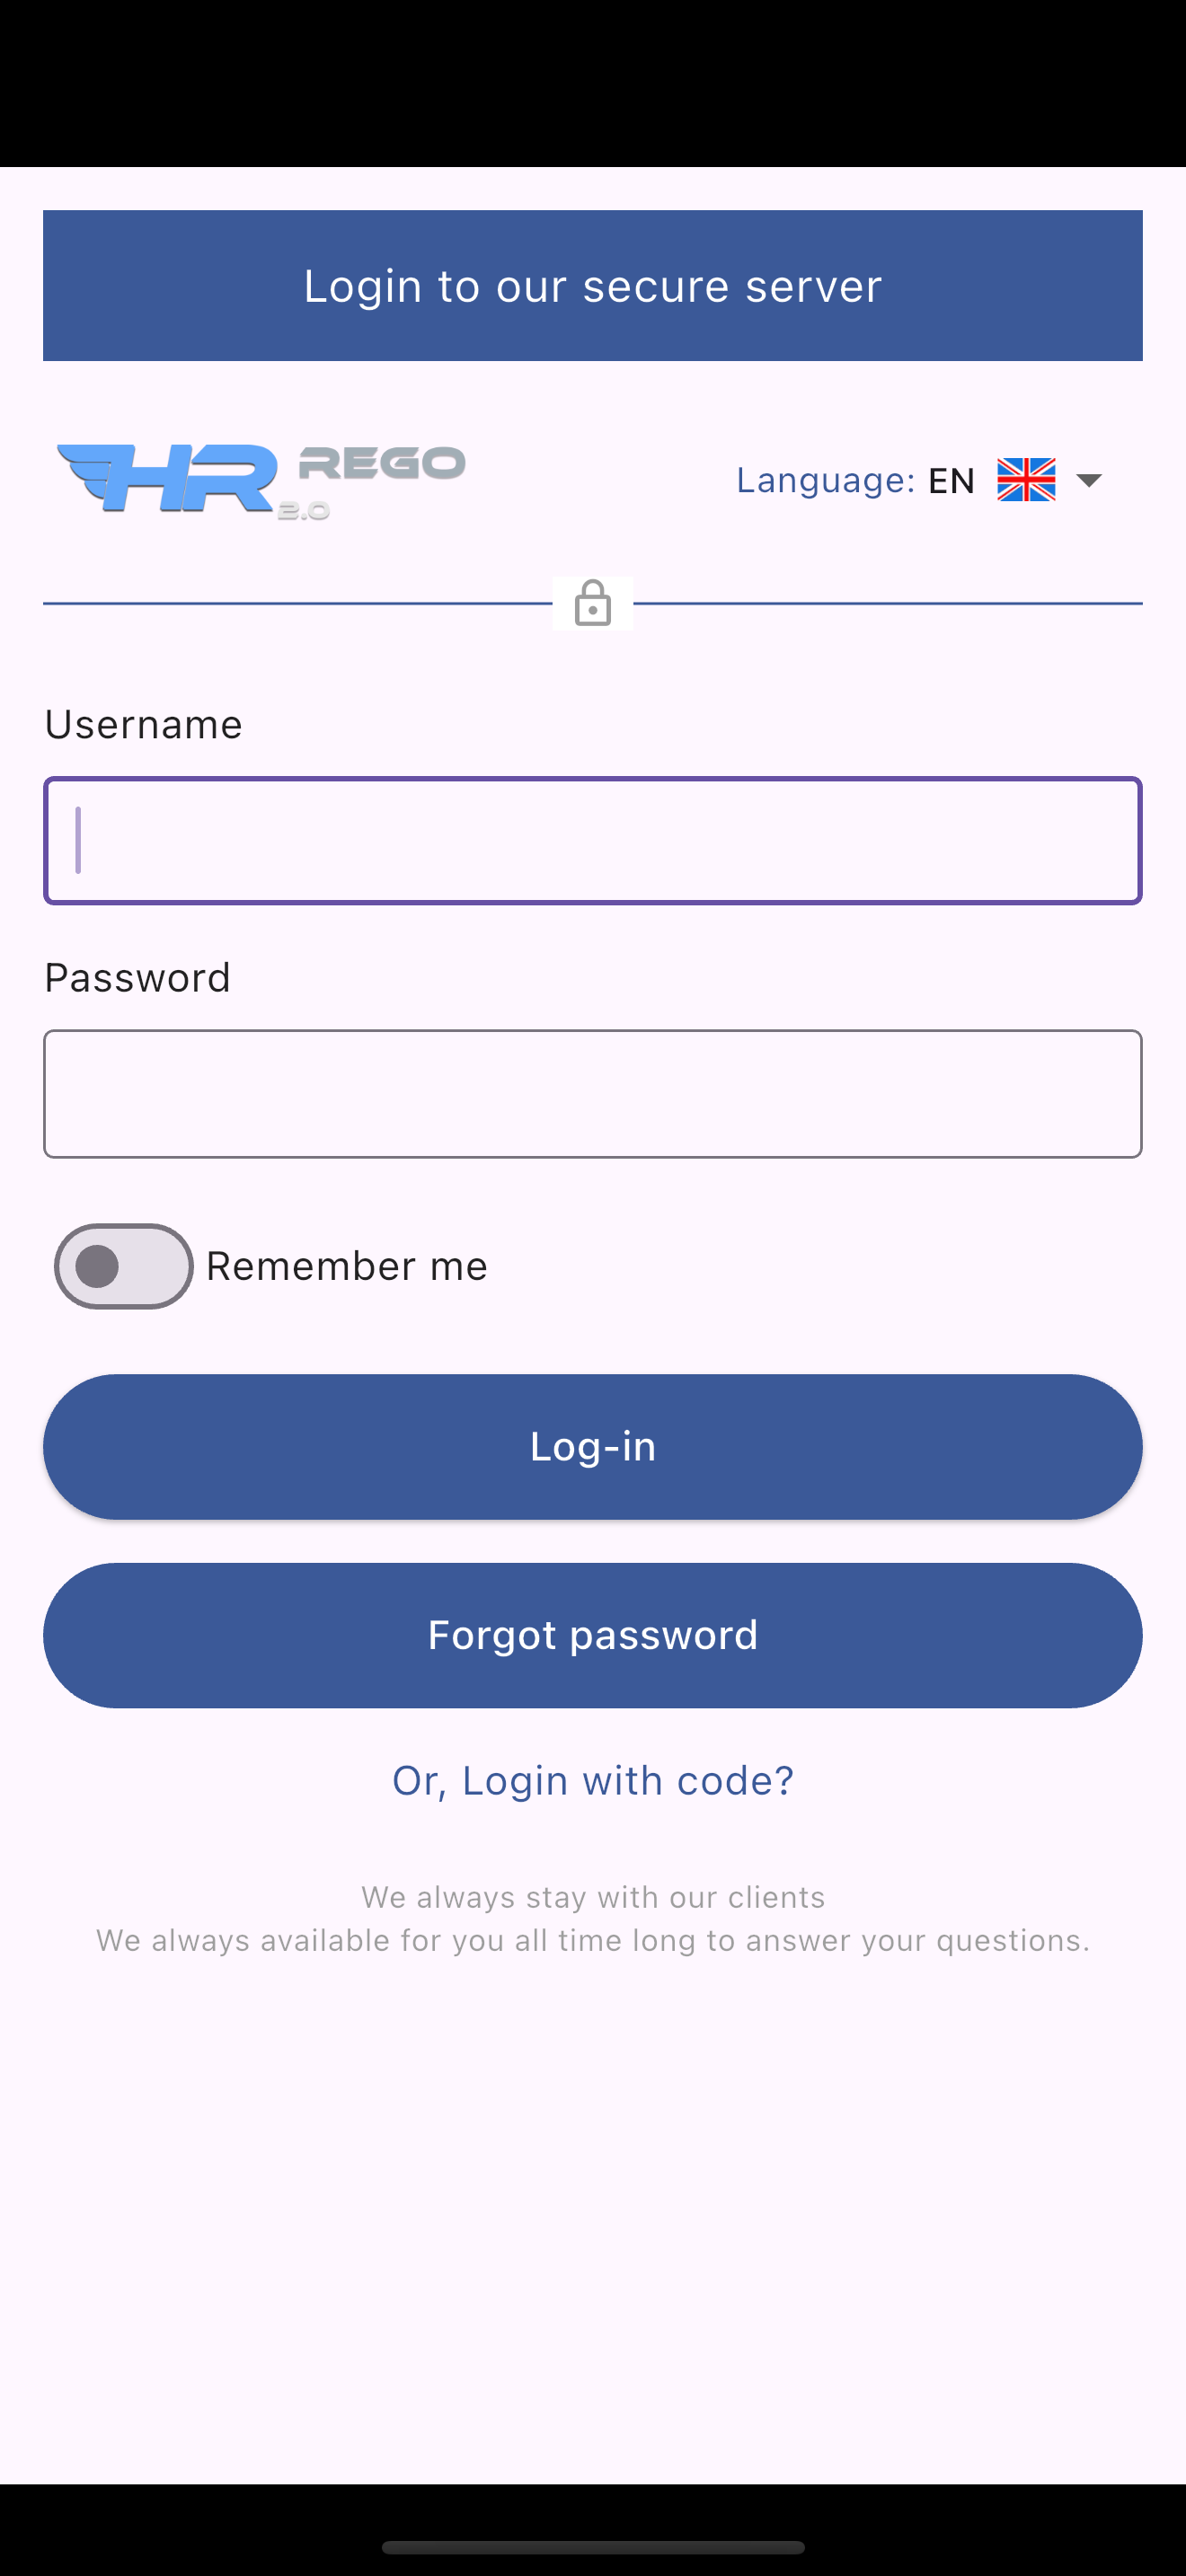 Login to our secure server
HR REGO
2.0
Language: EN
Username
Password
Remember me
Log-in
Forgot password
Or, Login with code?
We always stay with our clients
We always available for you all time long to answer your questions.